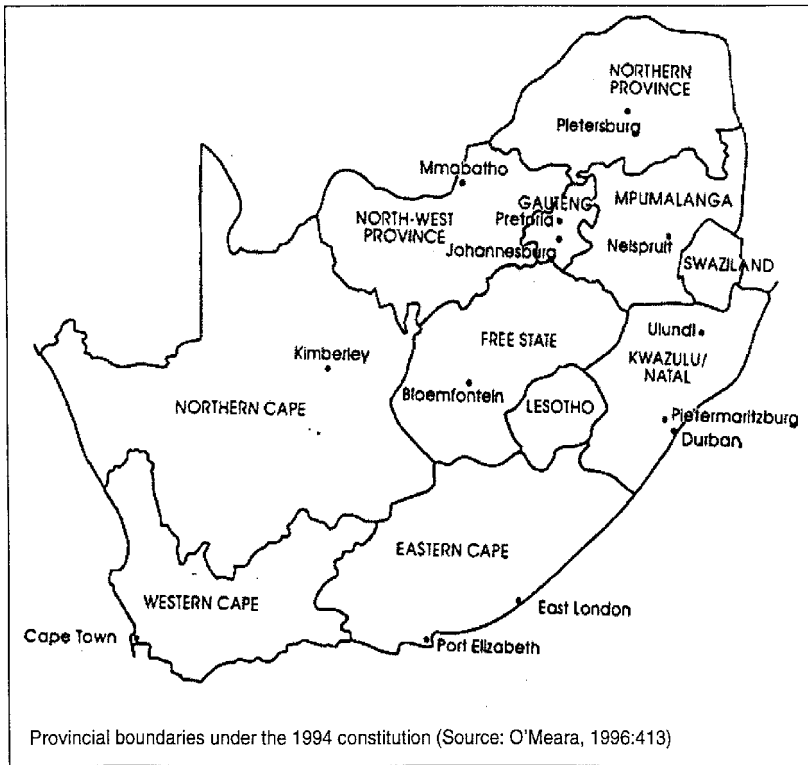 NORTHERN
PROVINCE
Pietersburg
Mmabatho
NORTH-WEST
PROVINCE
GAUTENG
Pretoria
Johannesburg
MPUMALANGA
Nelspruit
SWAZILAND
FREE STATE
Ulundi
KWAZULU/
NATAL
Kimberley
Bloemfontein
LESOTHO
NORTHERN CAPE
Pietermaritzburg
Durban
EASTERN CAPE
WESTERN CAPE
East London
Cape Town
Port Elizabeth
Provincial boundaries under the 1994 constitution (Source: O'Meara, 1996:413)